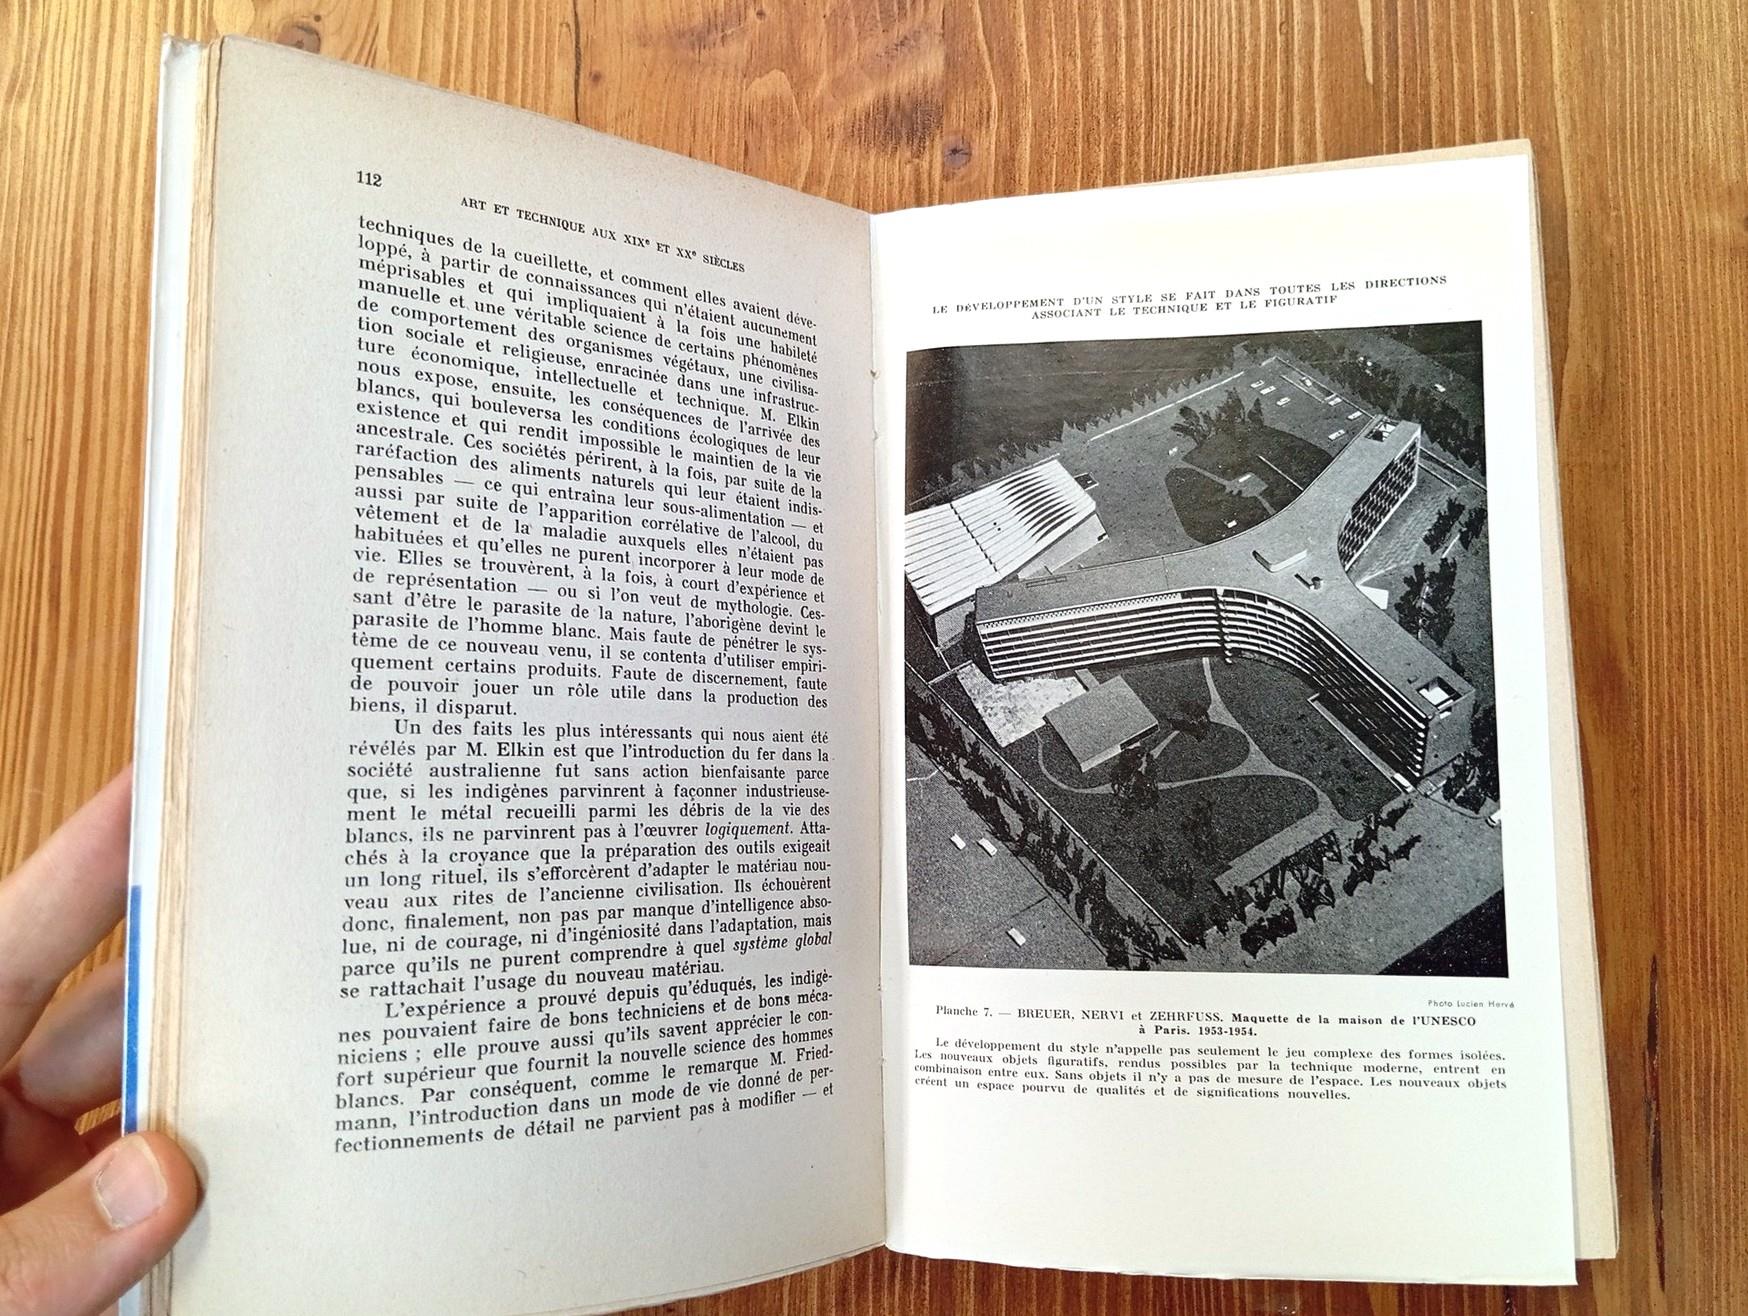 112
ART ET TECHNIQUE AUX XIXe ET XXe SIÈCLES
techniques de la cueillette, et comment elles avaient déve-
loppé, à partir de connaissances qui n'étaient aucunement
méprisables et qui impliquaient à la fois une habileté
manuelle et une véritable science de certains phénomènes
de comportement des organismes végétaux, une civilisa-
tion sociale et religieuse, enracinée dans une infrastruc-
ture économique, intellectuelle et technique. M. Elkin
nous expose, ensuite, les conséquences de l'arrivée des
blancs, qui bouleversa les conditions écologiques de leur
existence et qui rendit impossible le maintien de la vie
ancestrale. Ces sociétés périrent, à la fois, par suite de la
raréfaction des aliments naturels qui leur étaient indis-
pensables — ce qui entraîna leur sous-alimentation — et
aussi par suite de l'apparition corrélative de l'alcool, du
vêtement et de la maladie auxquels elles n'étaient pas
habituées et qu'elles ne purent incorporer à leur mode de
vie. Elles se trouvèrent, à la fois, à court d'expérience et
de représentation — ou si l'on veut de mythologie. Ces-
sant d'être le parasite de la nature, l'aborigène devint le
parasite de l'homme blanc. Mais faute de pénétrer le sys-
tème de ce nouveau venu, il se contenta d'utiliser empiri-
quement certains produits. Faute de discernement, faute
de pouvoir jouer un rôle utile dans la production des
biens, il disparut.
Un des faits les plus intéressants qui nous aient été
révélés par M. Elkin est que l'introduction du fer dans la
société australienne fut sans action bienfaisante parce
que, si les indigènes parvinrent à façonner industrieuse-
ment le métal recueilli parmi les débris de la vie des
blancs, ils ne parvinrent pas à l'œuvrer logiquement. Atta-
chés à la croyance que la préparation des outils exigeait
un long rituel, ils s'efforcèrent d'adapter le matériau nou-
veau aux rites de l'ancienne civilisation. Ils échouèrent
donc, finalement, non pas par manque d'intelligence abso-
lue, ni de courage, ni d'ingéniosité dans l'adaptation, mais
parce qu'ils ne purent comprendre à quel système global
se rattachait l'usage du nouveau matériau.
L'expérience a prouvé depuis qu'éduqués, les indigè-
nes pouvaient faire de bons techniciens et de bons méca-
niciens ; elle prouve aussi qu'ils savent apprécier le con-
fort supérieur que fournit la nouvelle science des hommes
blancs. Par conséquent, comme le remarque M. Fried-
mann, l'introduction dans un mode de vie donné de per-
fectionnements de détail ne parvient pas à modifier — et
LE DÉVELOPPEMENT D'UN STYLE SE FAIT DANS TOUTES LES DIRECTIONS
ASSOCIANT LE TECHNIQUE ET LE FIGURATIF
Photo Lucien Hervé
Planche 7. — BREUER, NERVI et ZEHRFUSS. Maquette de la maison de l'UNESCO
à Paris. 1953-1954.
Le développement du style n'appelle pas seulement le jeu complexe des formes isolées.
Les nouveaux objets figuratifs, rendus possibles par la technique moderne, entrent en
combinaison entre eux. Sans objets il n'y a pas de mesure de l'espace. Les nouveaux objets
créent un espace pourvu de qualités et de significations nouvelles.